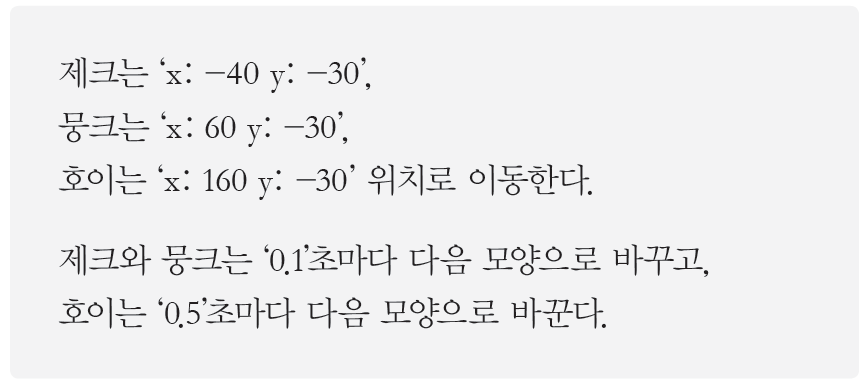 제크는 ‘x: −40 y: −30’,
뭉크는 ‘x: 60 y: −30’,
호이는 ‘x: 160 y: −30’ 위치로 이동한다.
제크와 뭉크는 ‘0.1’초마다 다음 모양으로 바꾸고,
호이는 ‘0.5’초마다 다음 모양으로 바꾼다.